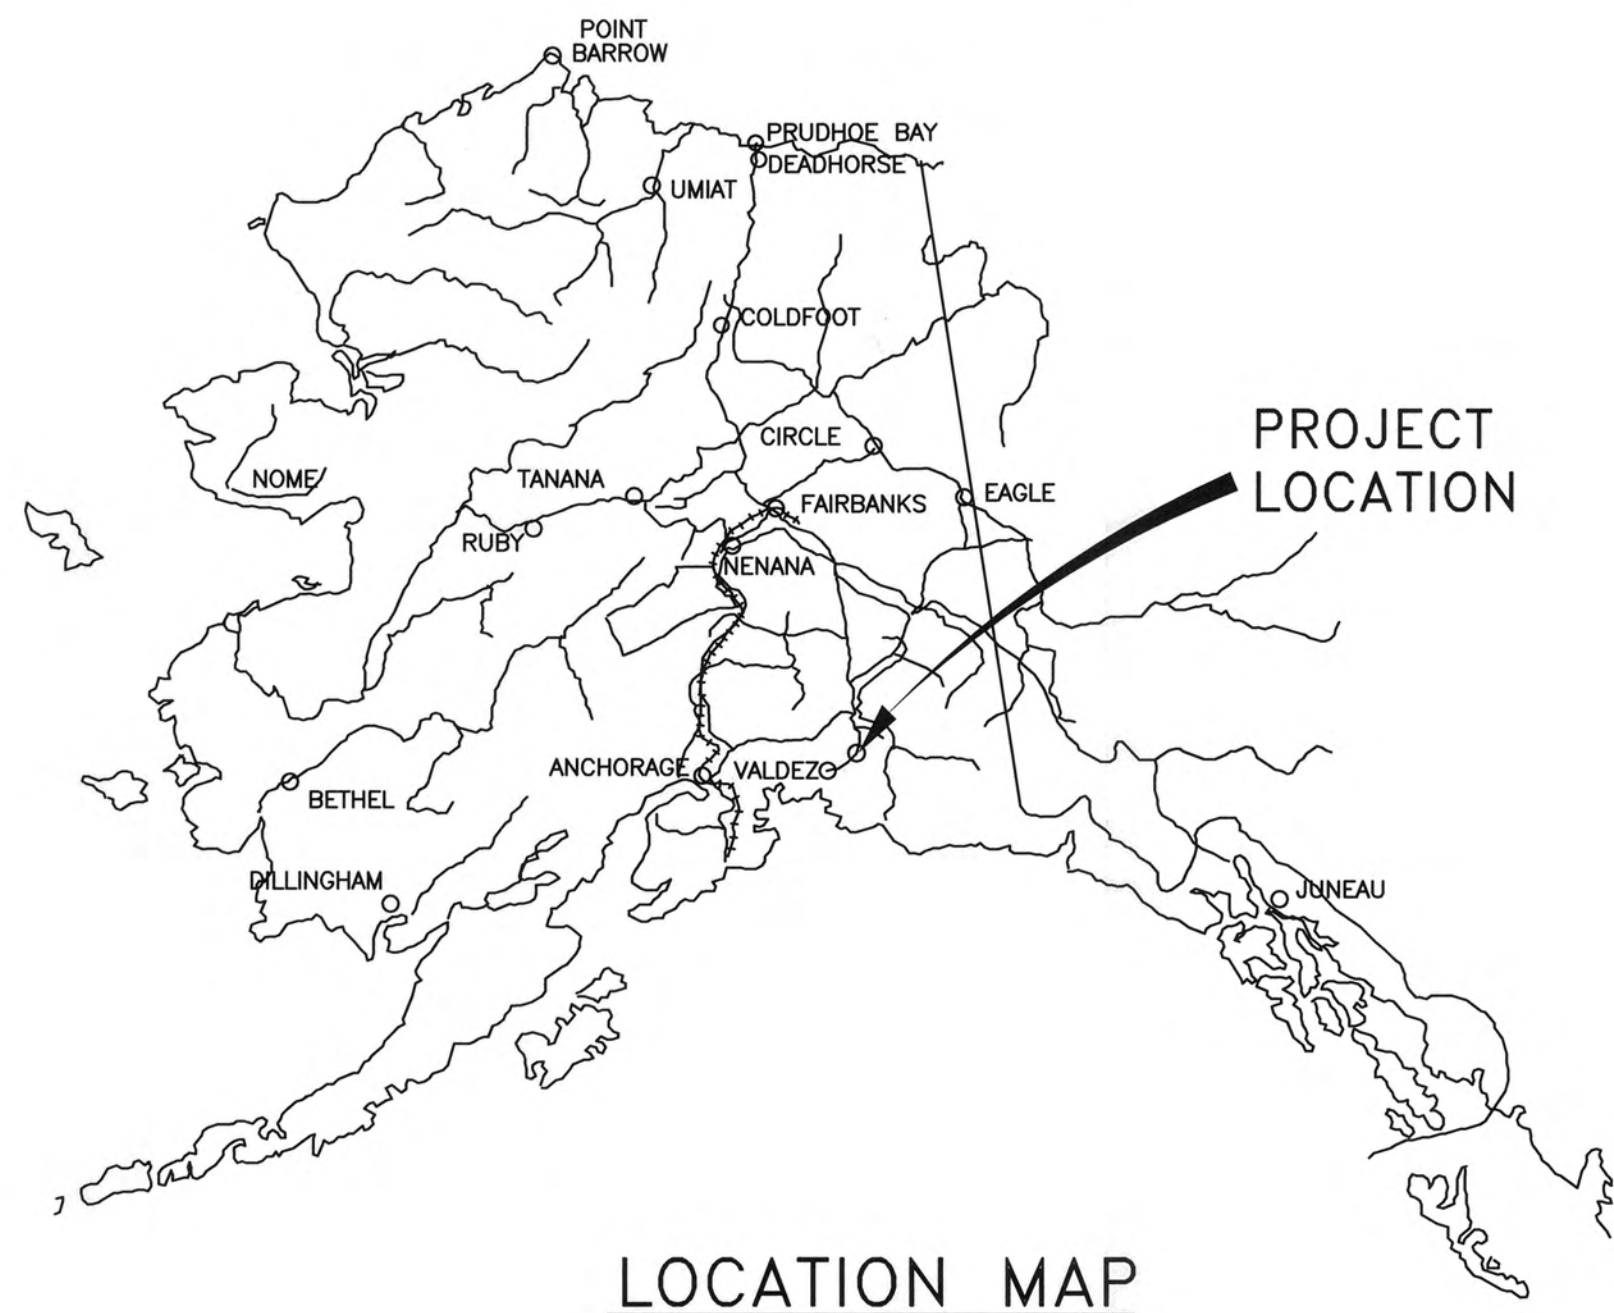 POINT
BARROW
PRUDHOE BAY
DEADHORSE
UMIAT
COLDFOOT
PROJECT
LOCATION
CIRCLE
NOME
TANANA
EAGLE
FAIRBANKS
RUBY
NENANA
ANCHORAGE
VALDEZ
BETHEL
DILLINGHAM
JUNEAU
LOCATION MAP